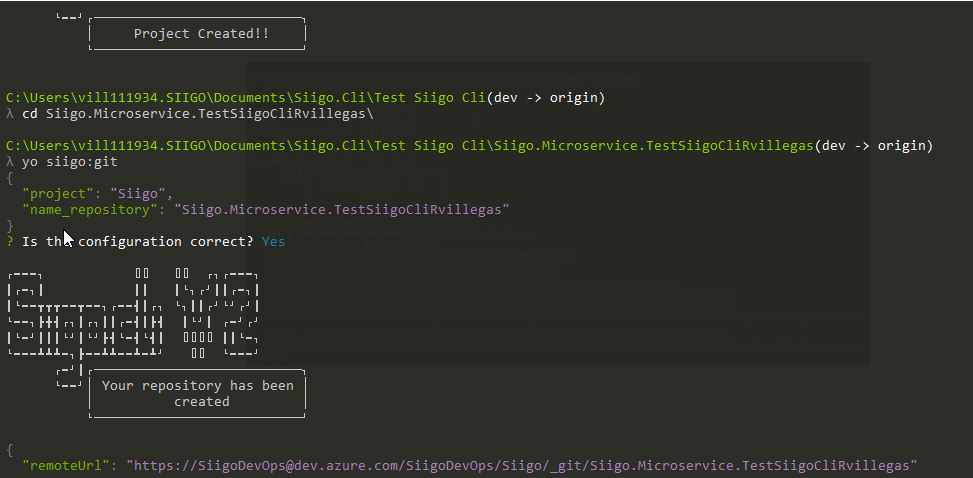 Project Created!!
C:\Users\vill111934.SIIGO\Documents\Siigo.Cli\Test Siigo Cli(dev -> origin)
λ cd Siigo.Microservice.TestSiigoCliRvillegas\
C:\Users\vill111934.SIIGO\Documents\Siigo.Cli\Test Siigo Cli\Siigo.Microservice.TestSiigoCliRvillegas(dev -> origin)
λ yo siigo:git
{
"project": "Siigo",
"name_repository": "Siigo.Microservice.TestSiigoCliRvillegas"
}
? Is the configuration correct? Yes
Your repository has been
created
{
"remoteUrl": "https://SiigoDevOps@dev.azure.com/SiigoDevOps/Siigo/_git/Siigo.Microservice.TestSiigoCliRvillegas"